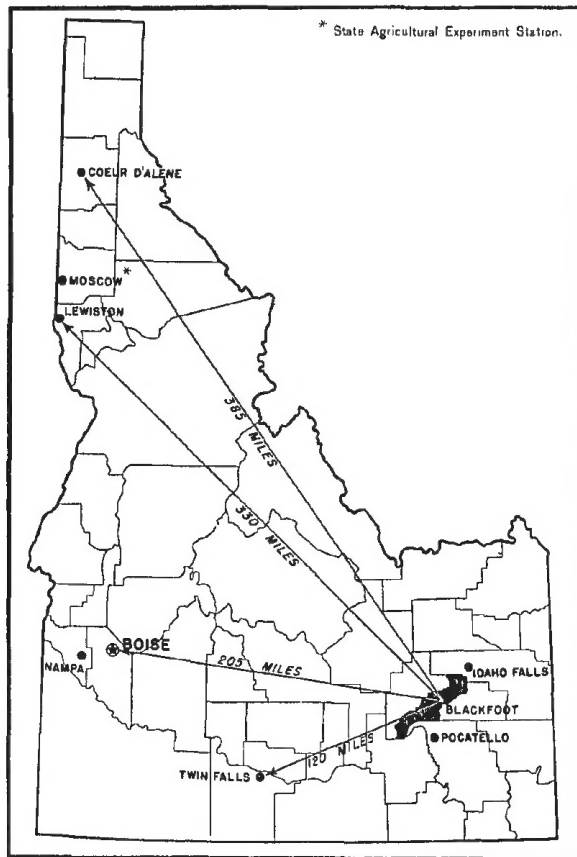 * State Agricultural Experiment Station.
COEUR D'ALENE
MOSCOW *
LEWISTON
385 MILES
330 MILES
BOISE
NAMPA
205 MILES
IDAHO FALLS
BLACKFOOT
POCATELLO
120 MILES
TWIN FALLS